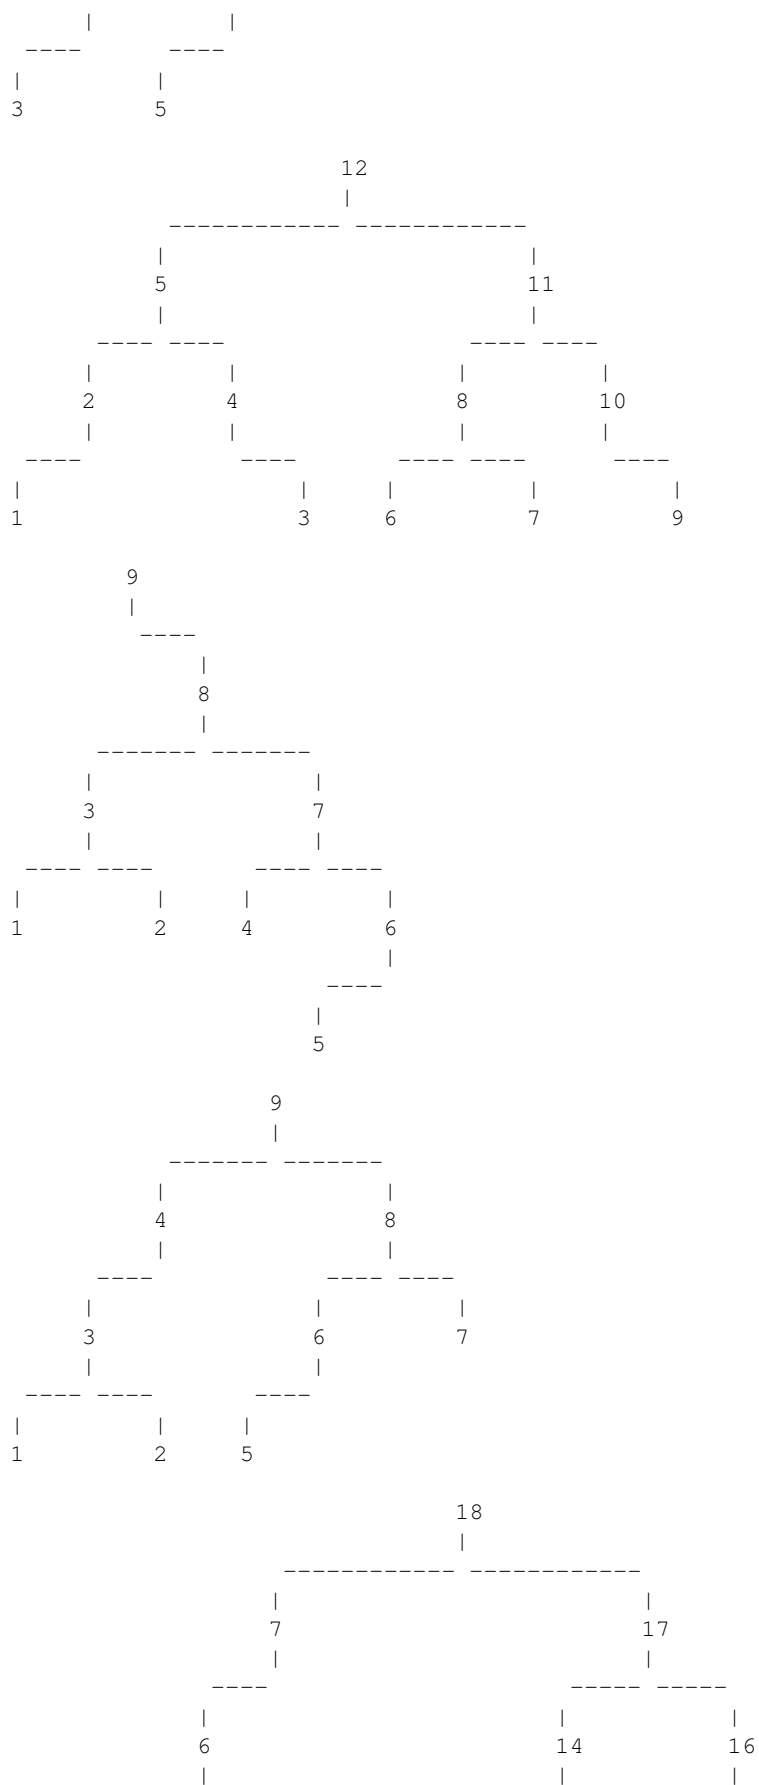 |         |
 ----      ----
|         |
3         5

                       12
                       |
           ------------ ------------
          |                         |
          5                         11
          |                         |
      ---- ----                 ---- ----
     |         |               |         |
     2         4               8         10
     |         |               |         |
 ----           ----       ---- ----      ----
|                   |     |         |         |
1                   3     6         7         9

        9
        |
         ----
             |
             8
             |
      ------- -------
     |               |
     3               7
     |               |
 ---- ----       ---- ----
|         |     |         |
1         2     4         6
                          |
                      ----
                     |
                     5

                  9
                  |
           ------- -------
          |               |
          4               8
          |               |
      ----            ---- ----
     |               |         |
     3               6         7
     |               |
 ---- ----       ----
|         |     |
1         2     5

                               18
                               |
                   ------------ ------------
                  |                         |
                  7                         17
                  |                         |
              ----                     ----- -----
             |                        |           |
             6                        14          16
             |                        |           |